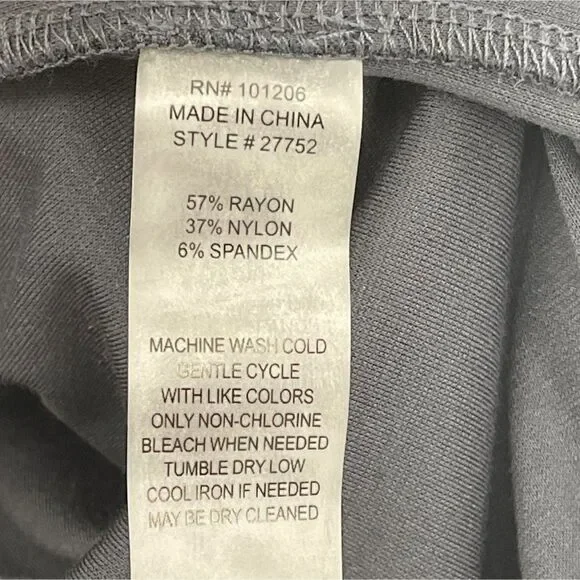 RN# 101206
MADE IN CHINA
STYLE # 27752
57% RAYON
37% NYLON
6% SPANDEX
MACHINE WASH COLD
GENTLE CYCLE
WITH LIKE COLORS
ONLY NON-CHLORINE
BLEACH WHEN NEEDED
TUMBLE DRY LOW
COOL IRON IF NEEDED
MAY BE DRY CLEANED